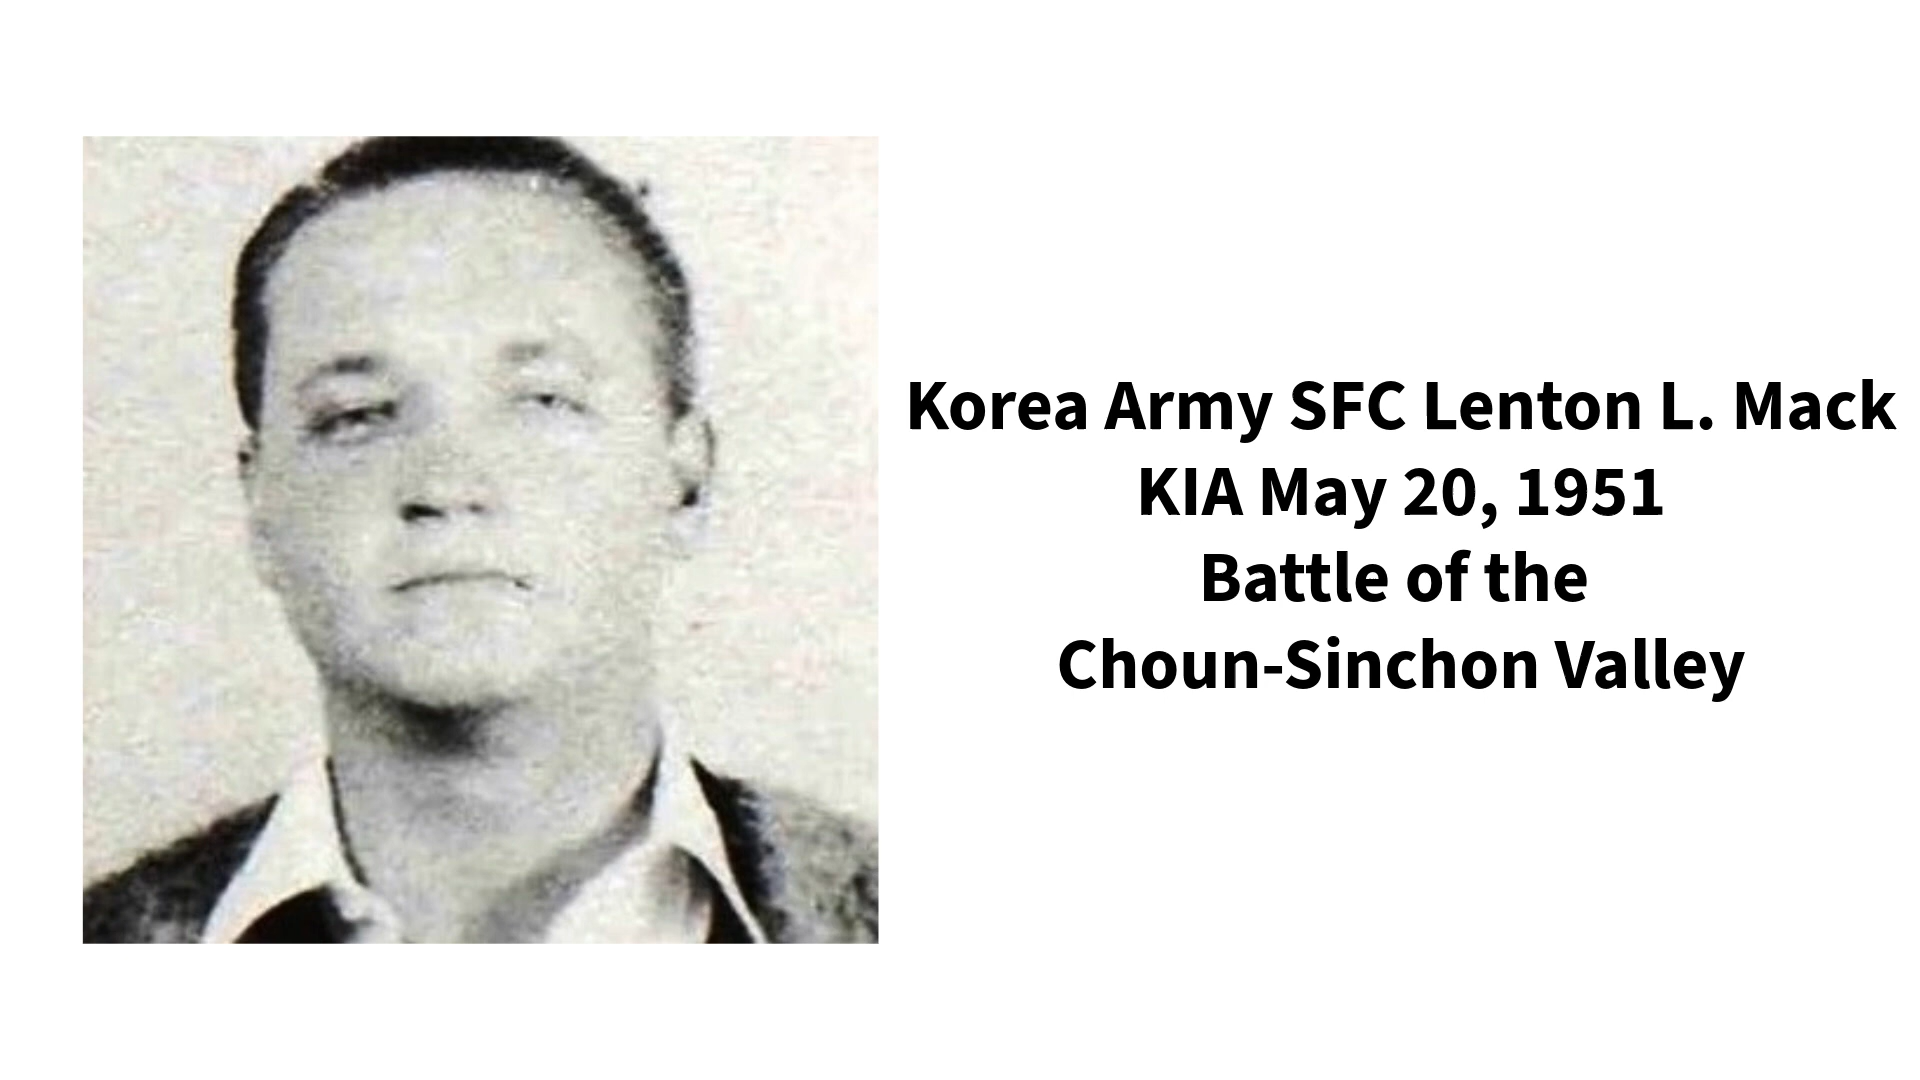 Korea Army SFC Lenton L. Mack
KIA May 20, 1951
Battle of the
Choun-Sinchon Valley